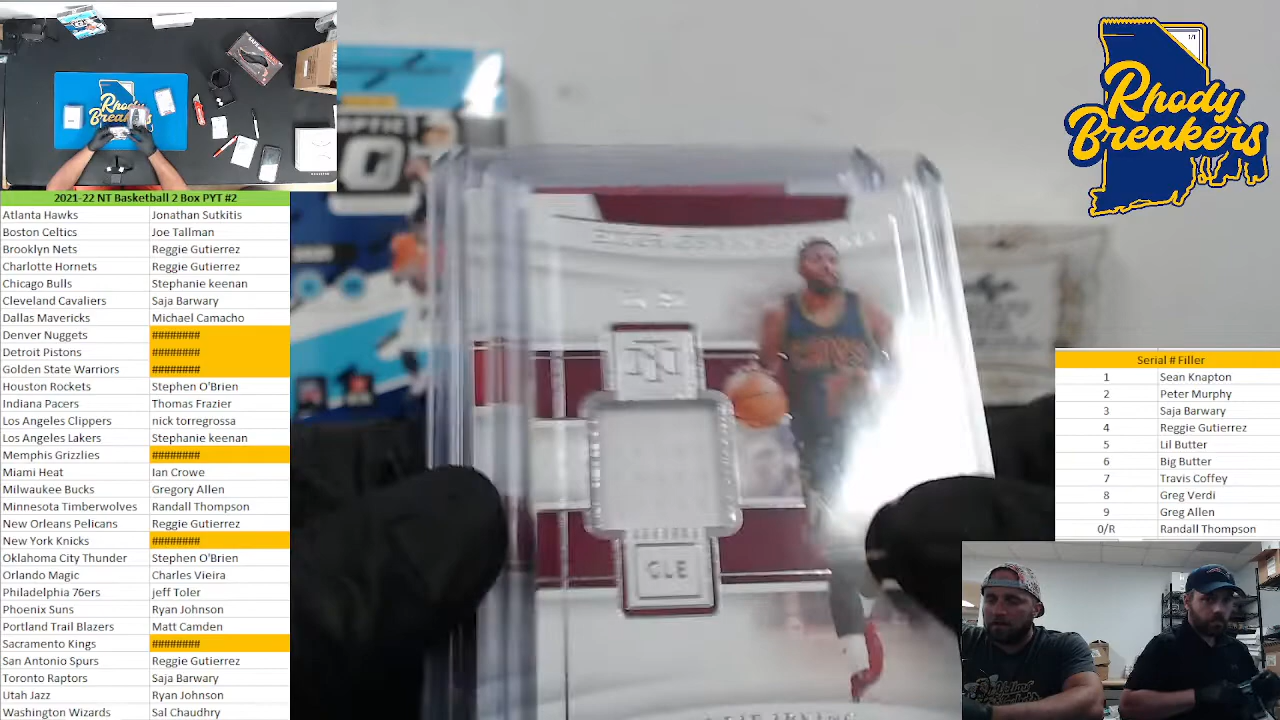 2021-22 NT Basketball 2 Box PYT #2
Atlanta Hawks Jonathan Sutkitis
Boston Celtics Joe Tallman
Brooklyn Nets Reggie Gutierrez
Charlotte Hornets Reggie Gutierrez
Chicago Bulls Stephanie keenan
Cleveland Cavaliers Saja Barwary
Dallas Mavericks Michael Camacho
Denver Nuggets ########
Detroit Pistons ########
Golden State Warriors ########
Houston Rockets Stephen O'Brien
Indiana Pacers Thomas Frazier
Los Angeles Clippers nick torregrossa
Los Angeles Lakers Stephanie keenan
Memphis Grizzlies ########
Miami Heat Ian Crowe
Milwaukee Bucks Gregory Allen
Minnesota Timberwolves Randall Thompson
New Orleans Pelicans Reggie Gutierrez
New York Knicks ########
Oklahoma City Thunder Stephen O'Brien
Orlando Magic Charles Vieira
Philadelphia 76ers jeff Toler
Phoenix Suns Ryan Johnson
Portland Trail Blazers Matt Camden
Sacramento Kings ########
San Antonio Spurs Reggie Gutierrez
Toronto Raptors Saja Barwary
Utah Jazz Ryan Johnson
Washington Wizards Sal Chaudhry
NT
CAVS
CLE
1/1
Rhody
Breakers
Serial # Filler
1 Sean Knapton
2 Peter Murphy
3 Saja Barwary
4 Reggie Gutierrez
5 Lil Butter
6 Big Butter
7 Travis Coffey
8 Greg Verdi
9 Greg Allen
0/R Randall Thompson